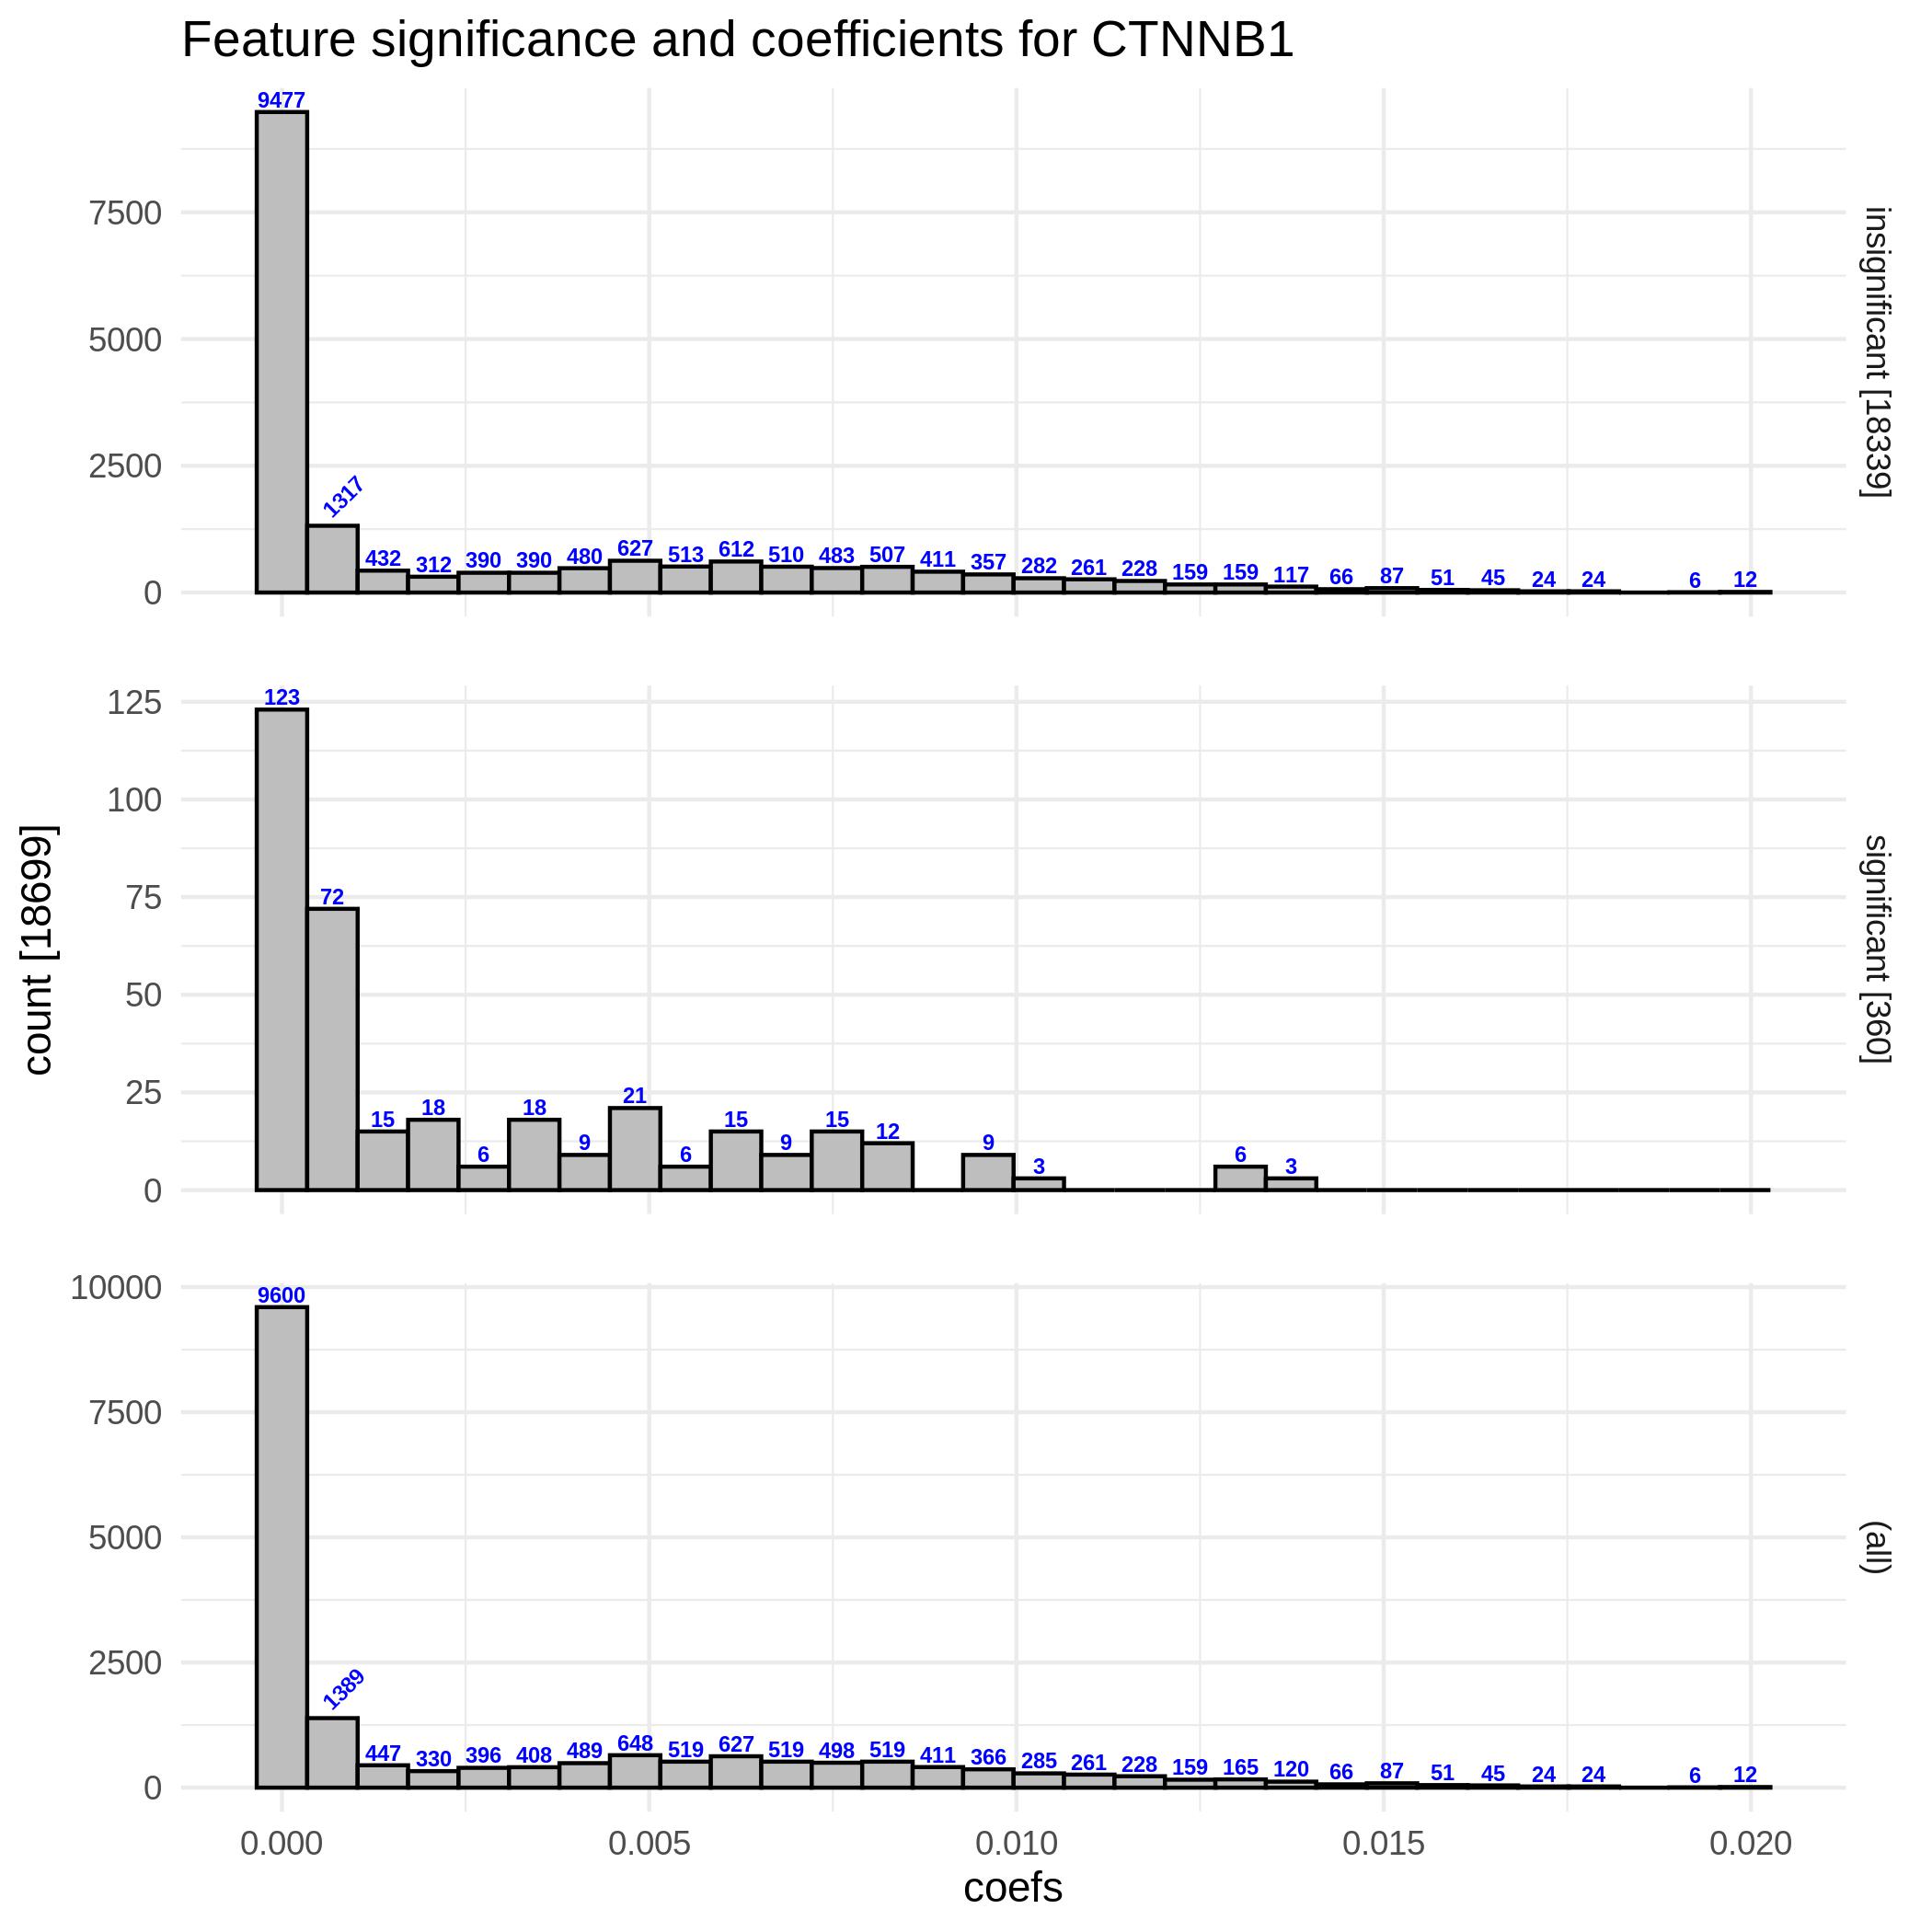 Feature significance and coefficients for CTNNB1
9477
7500
5000
2500
0
1317
432 312 390 390 480 627 513 612 510 483 507 411 357 282 261 228 159 159 117 66 87 51 45 24 24 6 12
insignificant [18339]
count [18699]
125
100
75
50
25
0
123
72
15 18 6 18 9 21 6 15 9 15 12 9 3 6 3
significant [360]
10000
7500
5000
2500
0
9600
1389
447 330 396 408 489 648 519 627 519 498 519 411 366 285 261 228 159 165 120 66 87 51 45 24 24 6 12
(all)
0.000 0.005 0.010 0.015 0.020
coefs